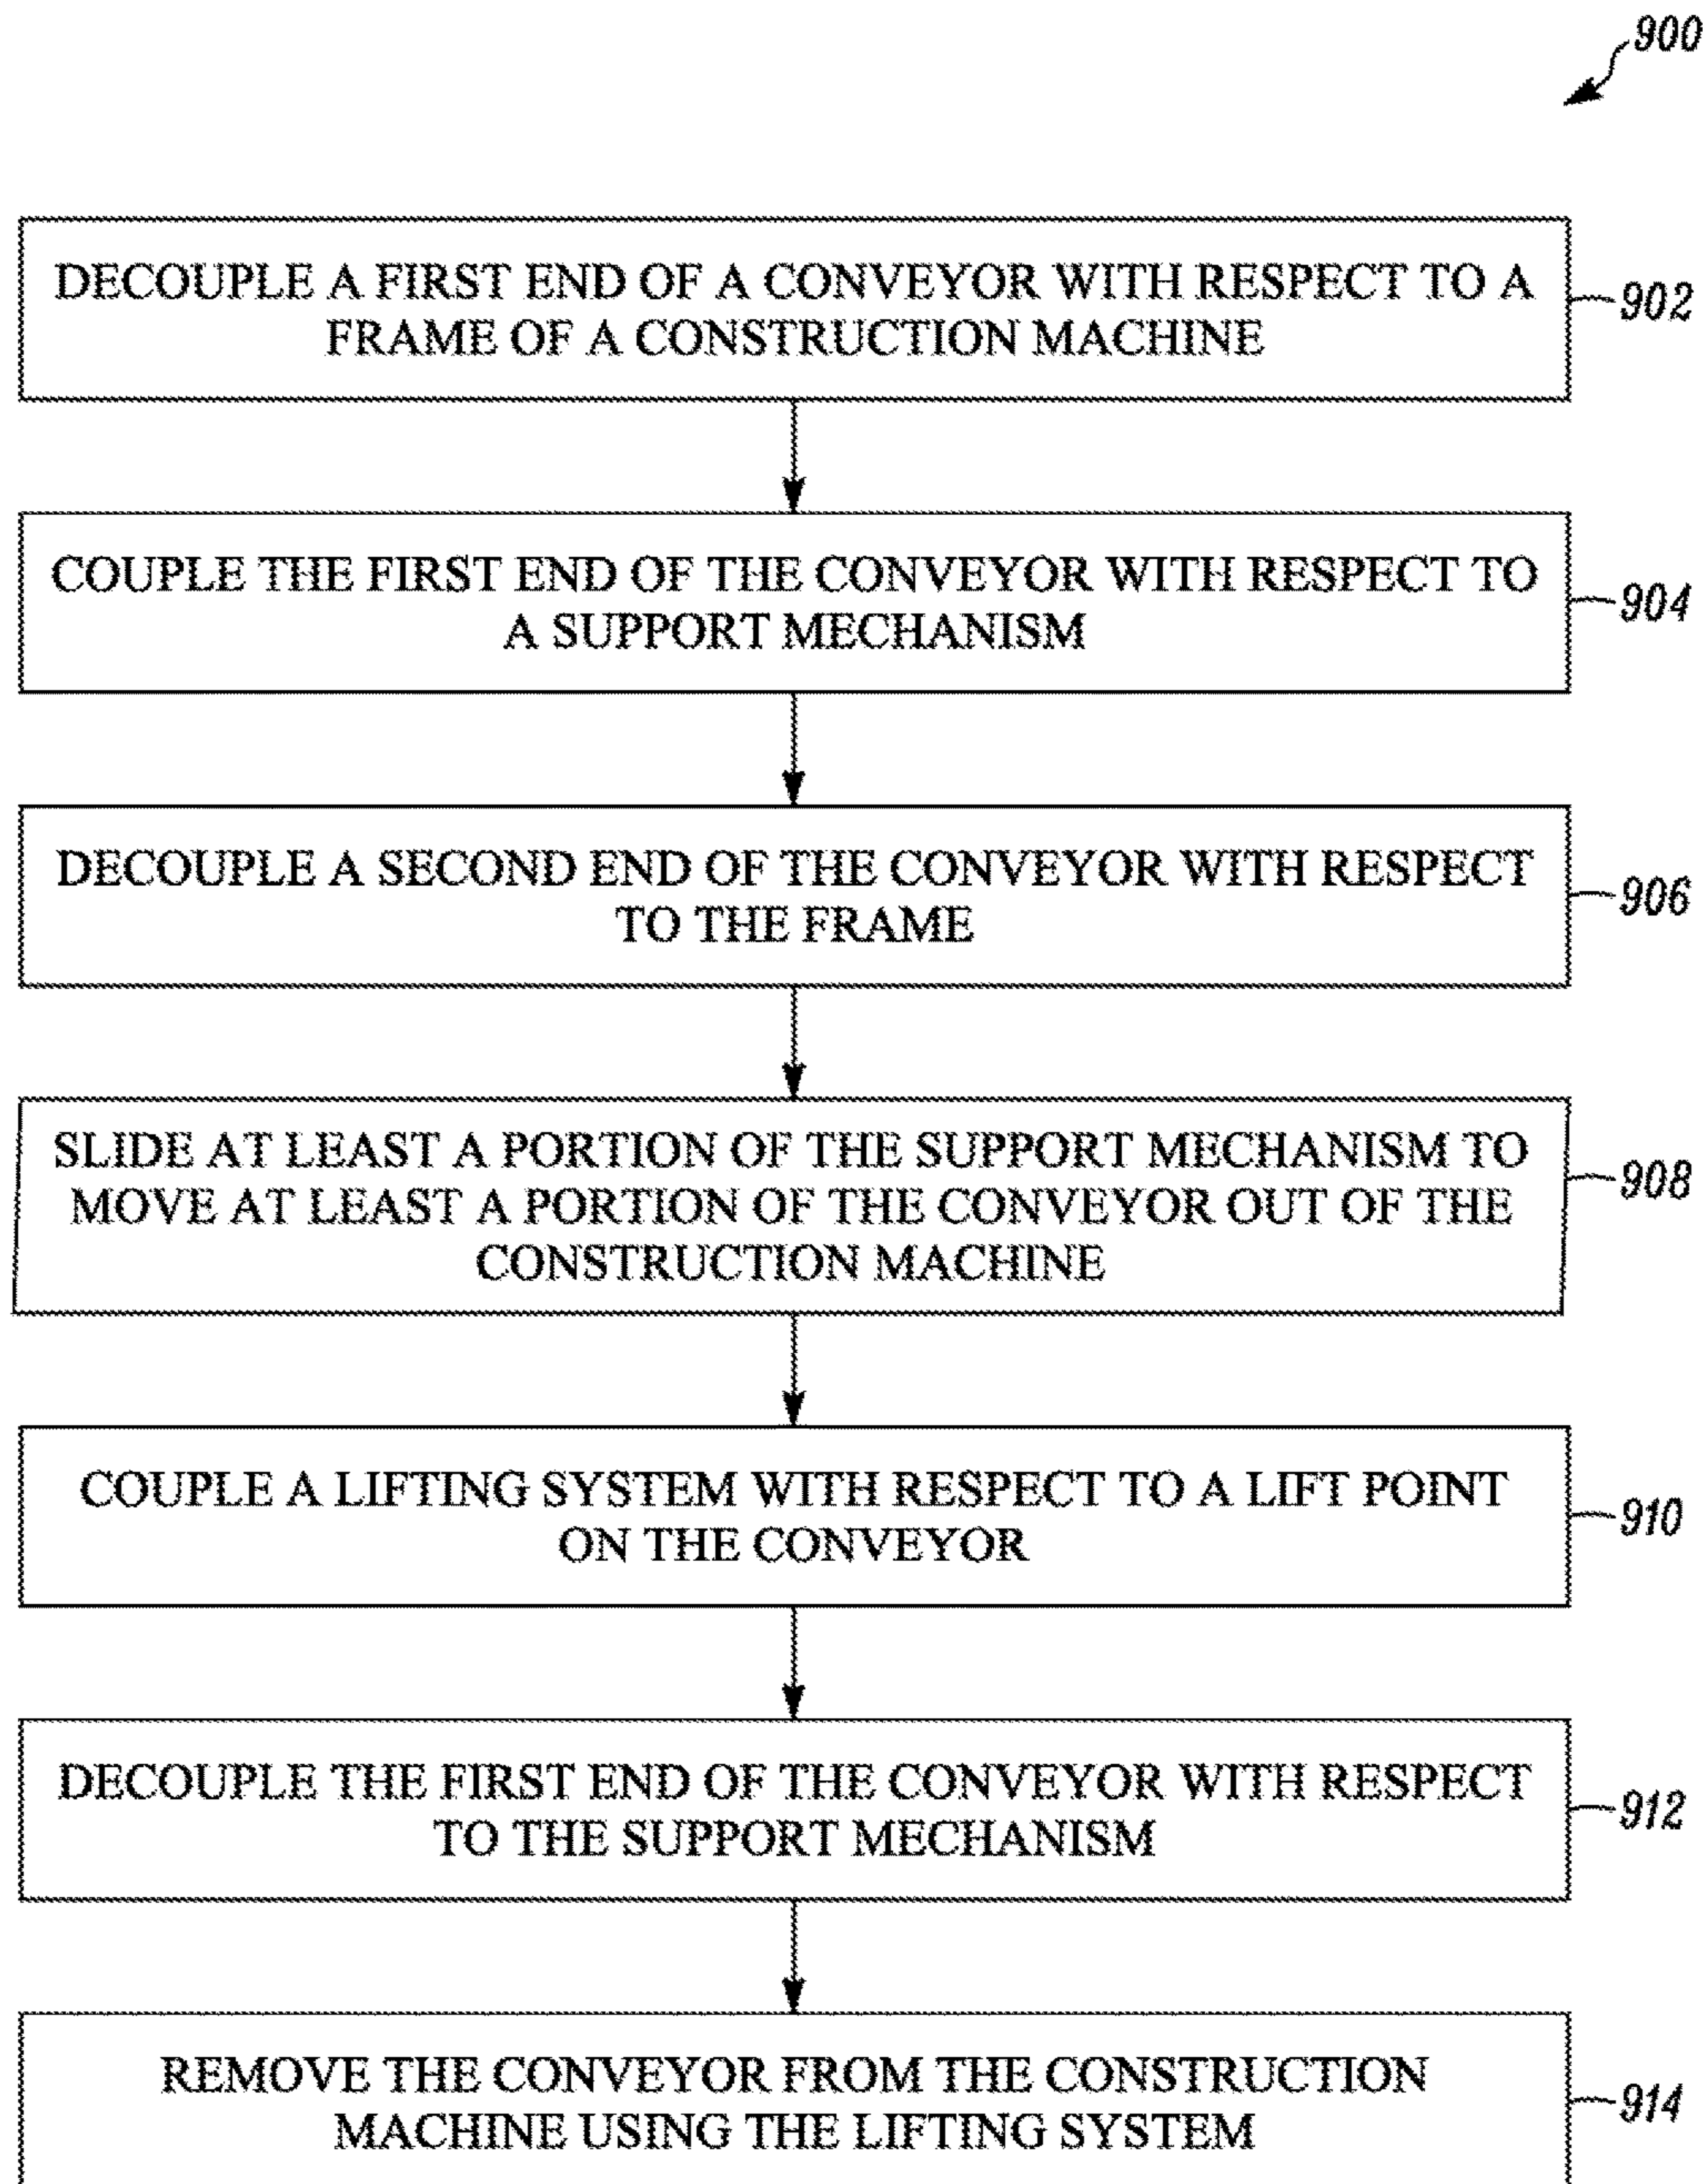 900
DECOUPLE A FIRST END OF A CONVEYOR WITH RESPECT TO A
FRAME OF A CONSTRUCTION MACHINE
902
COUPLE THE FIRST END OF THE CONVEYOR WITH RESPECT TO
A SUPPORT MECHANISM
904
DECOUPLE A SECOND END OF THE CONVEYOR WITH RESPECT
TO THE FRAME
906
SLIDE AT LEAST A PORTION OF THE SUPPORT MECHANISM TO
MOVE AT LEAST A PORTION OF THE CONVEYOR OUT OF THE
CONSTRUCTION MACHINE
908
COUPLE A LIFTING SYSTEM WITH RESPECT TO A LIFT POINT
ON THE CONVEYOR
910
DECOUPLE THE FIRST END OF THE CONVEYOR WITH RESPECT
TO THE SUPPORT MECHANISM
912
REMOVE THE CONVEYOR FROM THE CONSTRUCTION
MACHINE USING THE LIFTING SYSTEM
914